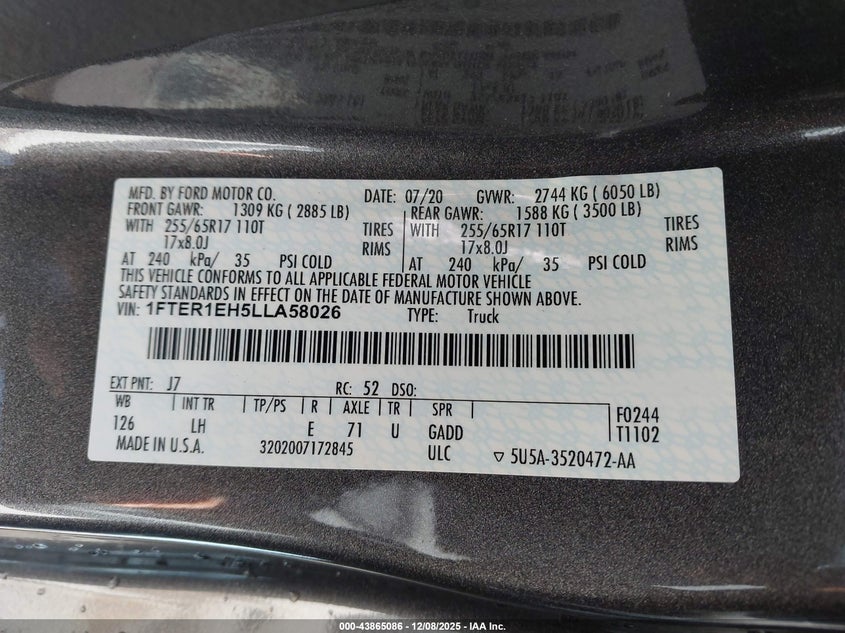 MFD. BY FORD MOTOR CO. DATE: 07/20 GVWR: 2744 KG ( 6050 LB)
FRONT GAWR: 1309 KG ( 2885 LB) REAR GAWR: 1588 KG ( 3500 LB)
WITH 255/65R17 110T TIRES WITH 255/65R17 110T TIRES
17x8.0J RIMS 17x8.0J RIMS
AT 240 kPa/ 35 PSI COLD AT 240 kPa/ 35 PSI COLD
THIS VEHICLE CONFORMS TO ALL APPLICABLE FEDERAL MOTOR VEHICLE
SAFETY STANDARDS IN EFFECT ON THE DATE OF MANUFACTURE SHOWN ABOVE.
VIN: 1FTER1EH5LLA58026 TYPE: Truck
EXT PNT: J7 RC: 52 DSO:
WB INT TR TP/PS R AXLE TR SPR F0244
126 LH E 71 U GADD T1102
MADE IN U.S.A. 3202007172845 ULC ▽ 5U5A-3520472-AA
000-43865086 - 12/08/2025 - IAA Inc.